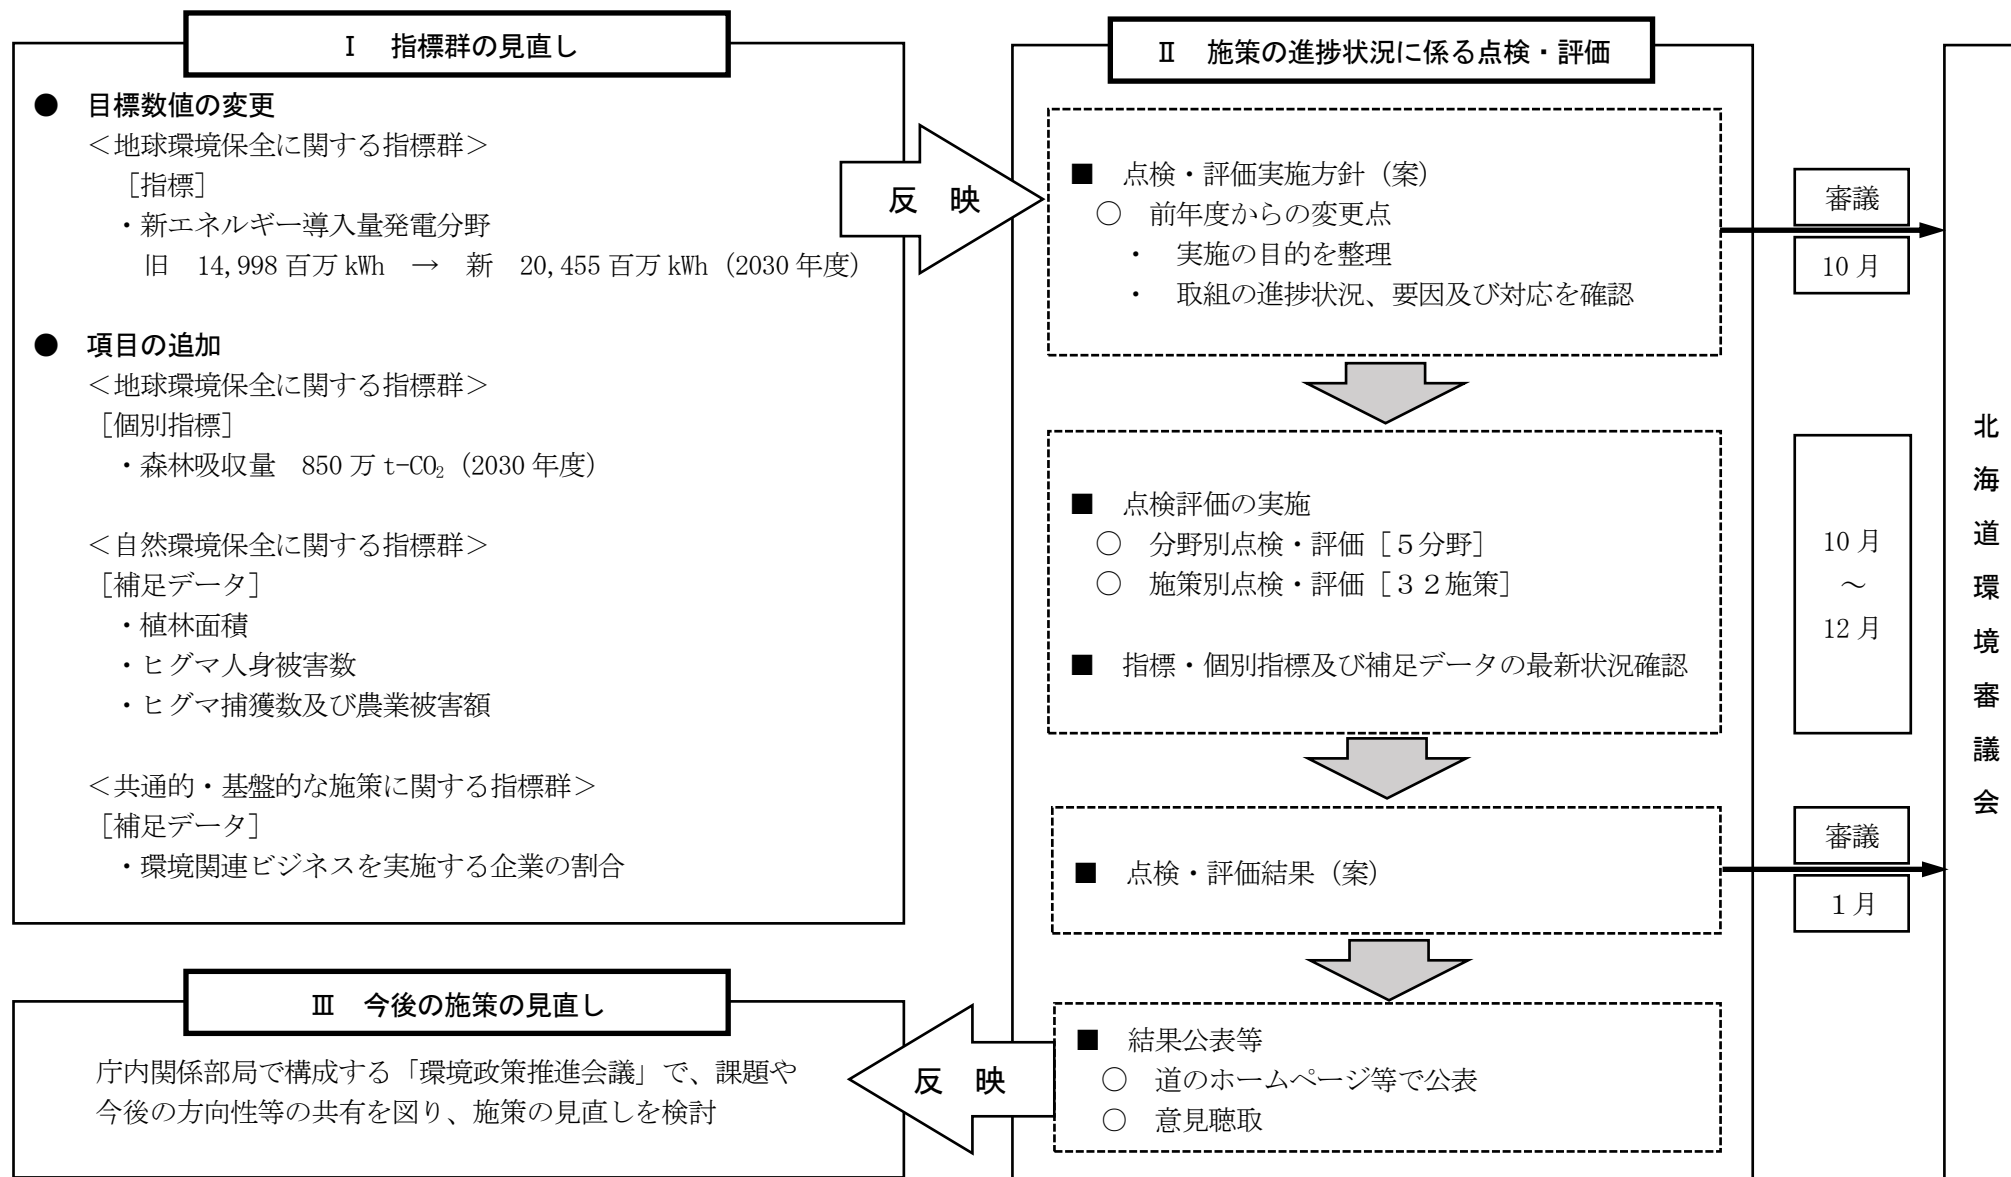 Ⅰ　指標群の見直し
●　目標数値の変更
＜地球環境保全に関する指標群＞
［指標］
・新エネルギー導入量発電分野
旧　14,998 百万 kWh　→　新　20,455 百万 kWh（2030 年度）
●　項目の追加
＜地球環境保全に関する指標群＞
［個別指標］
・森林吸収量　850 万 t-CO₂（2030 年度）
＜自然環境保全に関する指標群＞
［補足データ］
・植林面積
・ヒグマ人身被害数
・ヒグマ捕獲数及び農業被害額
＜共通的・基盤的な施策に関する指標群＞
［補足データ］
・環境関連ビジネスを実施する企業の割合
反　映
Ⅱ　施策の進捗状況に係る点検・評価
■　点検・評価実施方針（案）
○　前年度からの変更点
・　実施の目的を整理
・　取組の進捗状況、要因及び対応を確認
審議
10 月
■　点検評価の実施
○　分野別点検・評価［５分野］
○　施策別点検・評価［３２施策］
■　指標・個別指標及び補足データの最新状況確認
10 月
～
12 月
■　点検・評価結果（案）
審議
１月
■　結果公表等
○　道のホームページ等で公表
○　意見聴取
反　映
Ⅲ　今後の施策の見直し
庁内関係部局で構成する「環境政策推進会議」で、課題や
今後の方向性等の共有を図り、施策の見直しを検討
北海道環境審議会